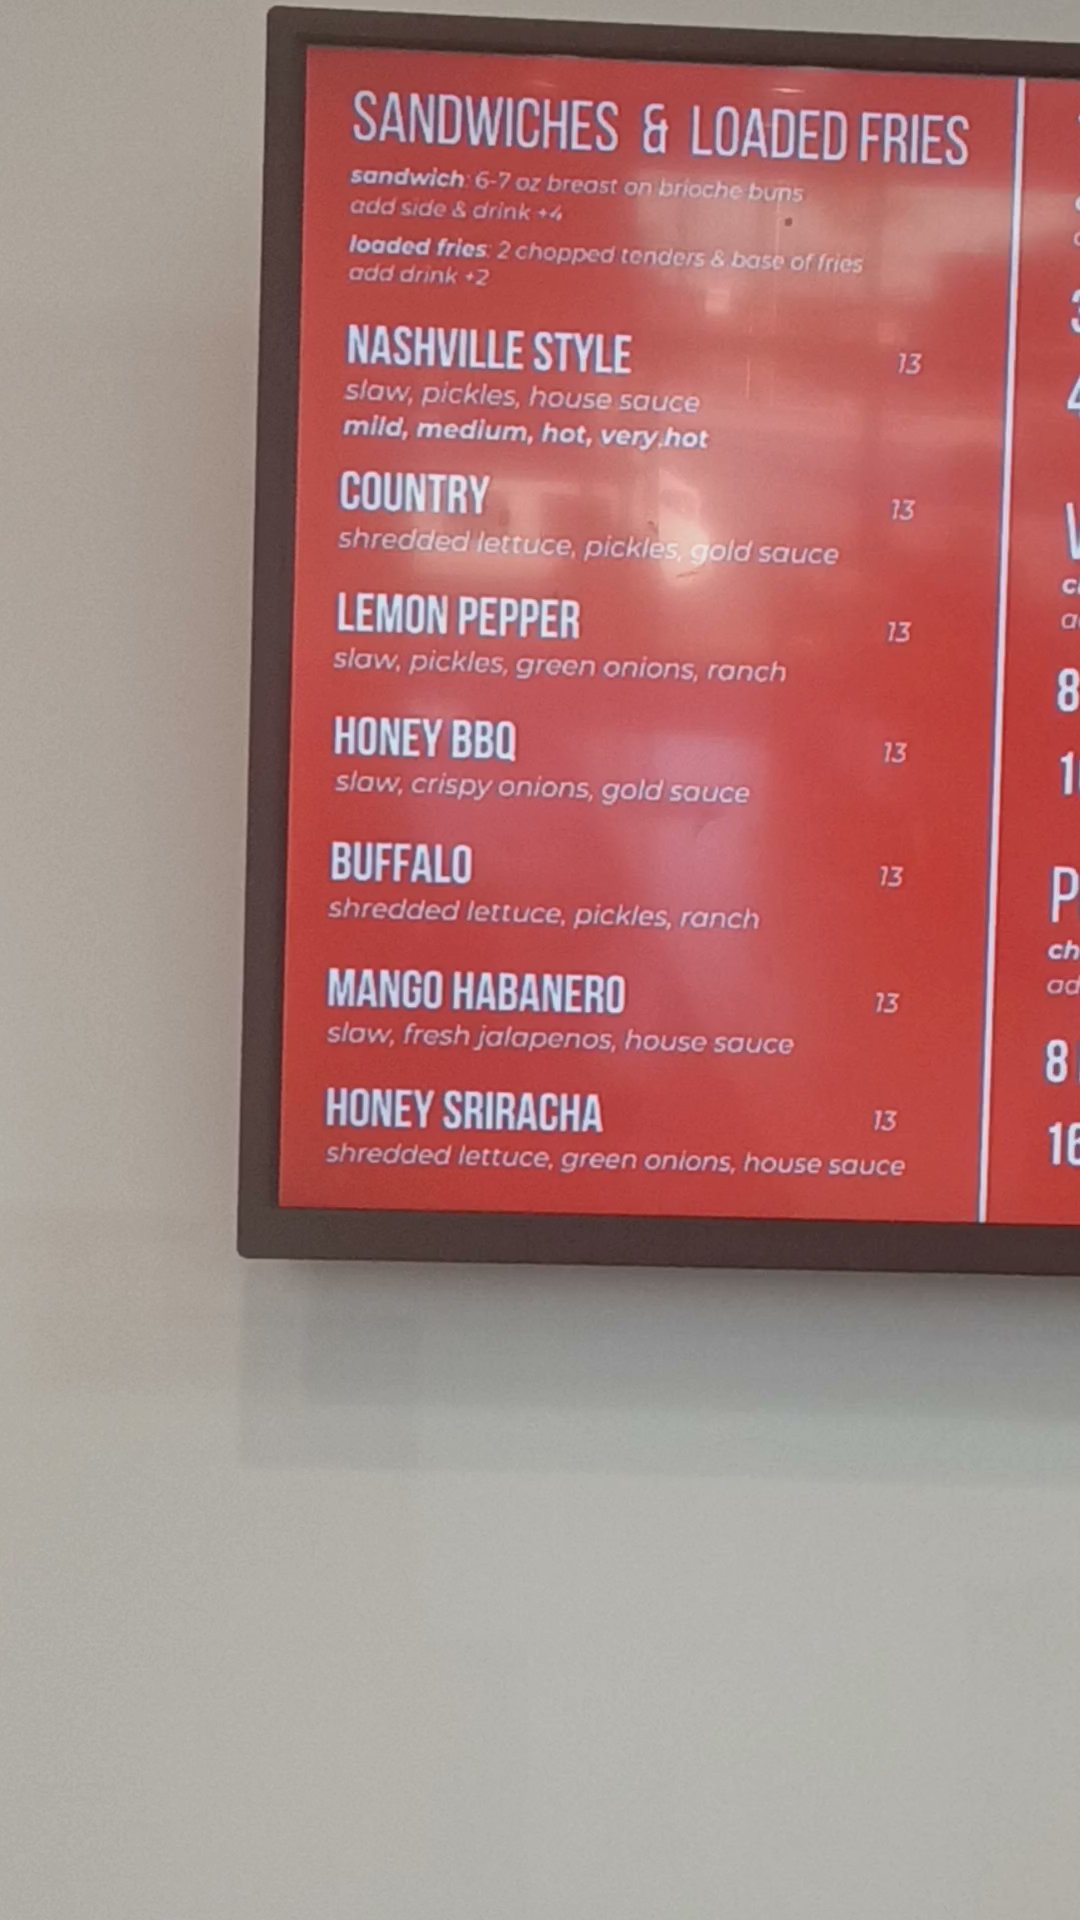 SANDWICHES & LOADED FRIES
sandwich: 6-7 oz breast on brioche buns
add side & drink +4
loaded fries: 2 chopped tenders & base of fries
add drink +2
NASHVILLE STYLE 13
slaw, pickles, house sauce
mild, medium, hot, very hot
COUNTRY 13
shredded lettuce, pickles, gold sauce
LEMON PEPPER 13
slaw, pickles, green onions, ranch
HONEY BBQ 13
slaw, crispy onions, gold sauce
BUFFALO 13
shredded lettuce, pickles, ranch
MANGO HABANERO 13
slaw, fresh jalapenos, house sauce
HONEY SRIRACHA 13
shredded lettuce, green onions, house sauce
8
8
16